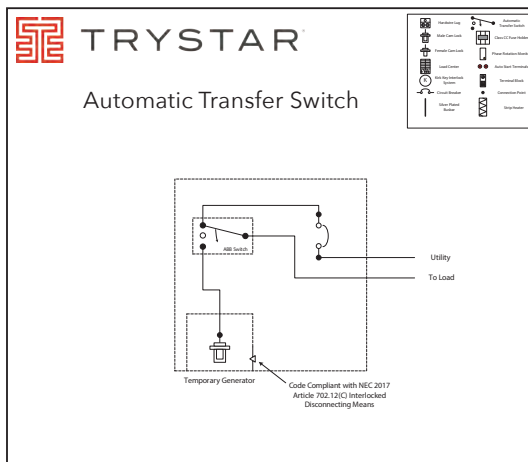 TRYSTAR
Automatic Transfer Switch
Hardware Lug
Male Cam Lock
Female Cam Lock
Load Center
Kirk Key Interlock
System
K
Circuit Breaker
Silver Plated
Busbar
Automatic
Transfer Switch
Class CC Fuse Holder
Phase Rotation Monitor
Auto Start Terminals
Terminal Block
Connection Point
Strip Heater
ABB Switch
Utility
To Load
Temporary Generator
Code Compliant with NEC 2017
Article 702.12(C) Interlocked
Disconnecting Means